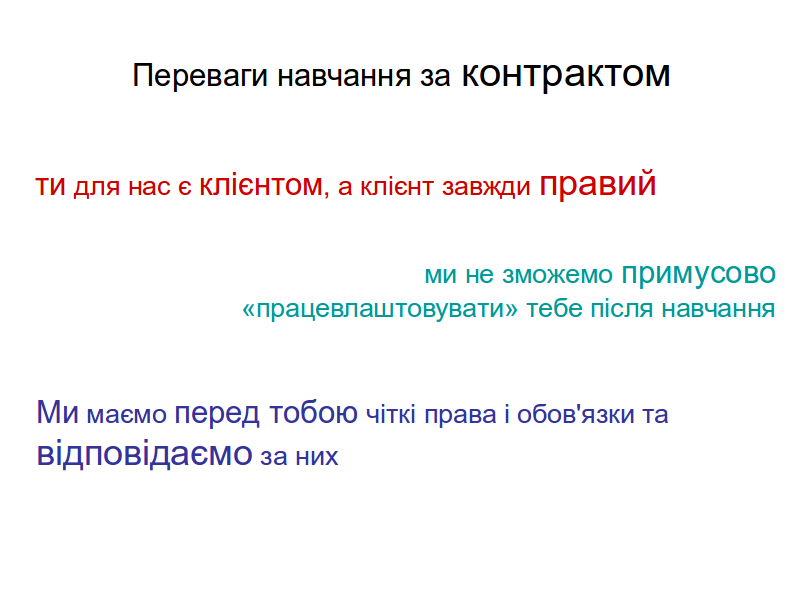 Переваги навчання за контрактом
ти для нас є клієнтом, а клієнт завжди правий
ми не зможемо примусово
«працевлаштовувати» тебе після навчання
Ми маємо перед тобою чіткі права і обов'язки та
відповідаємо за них